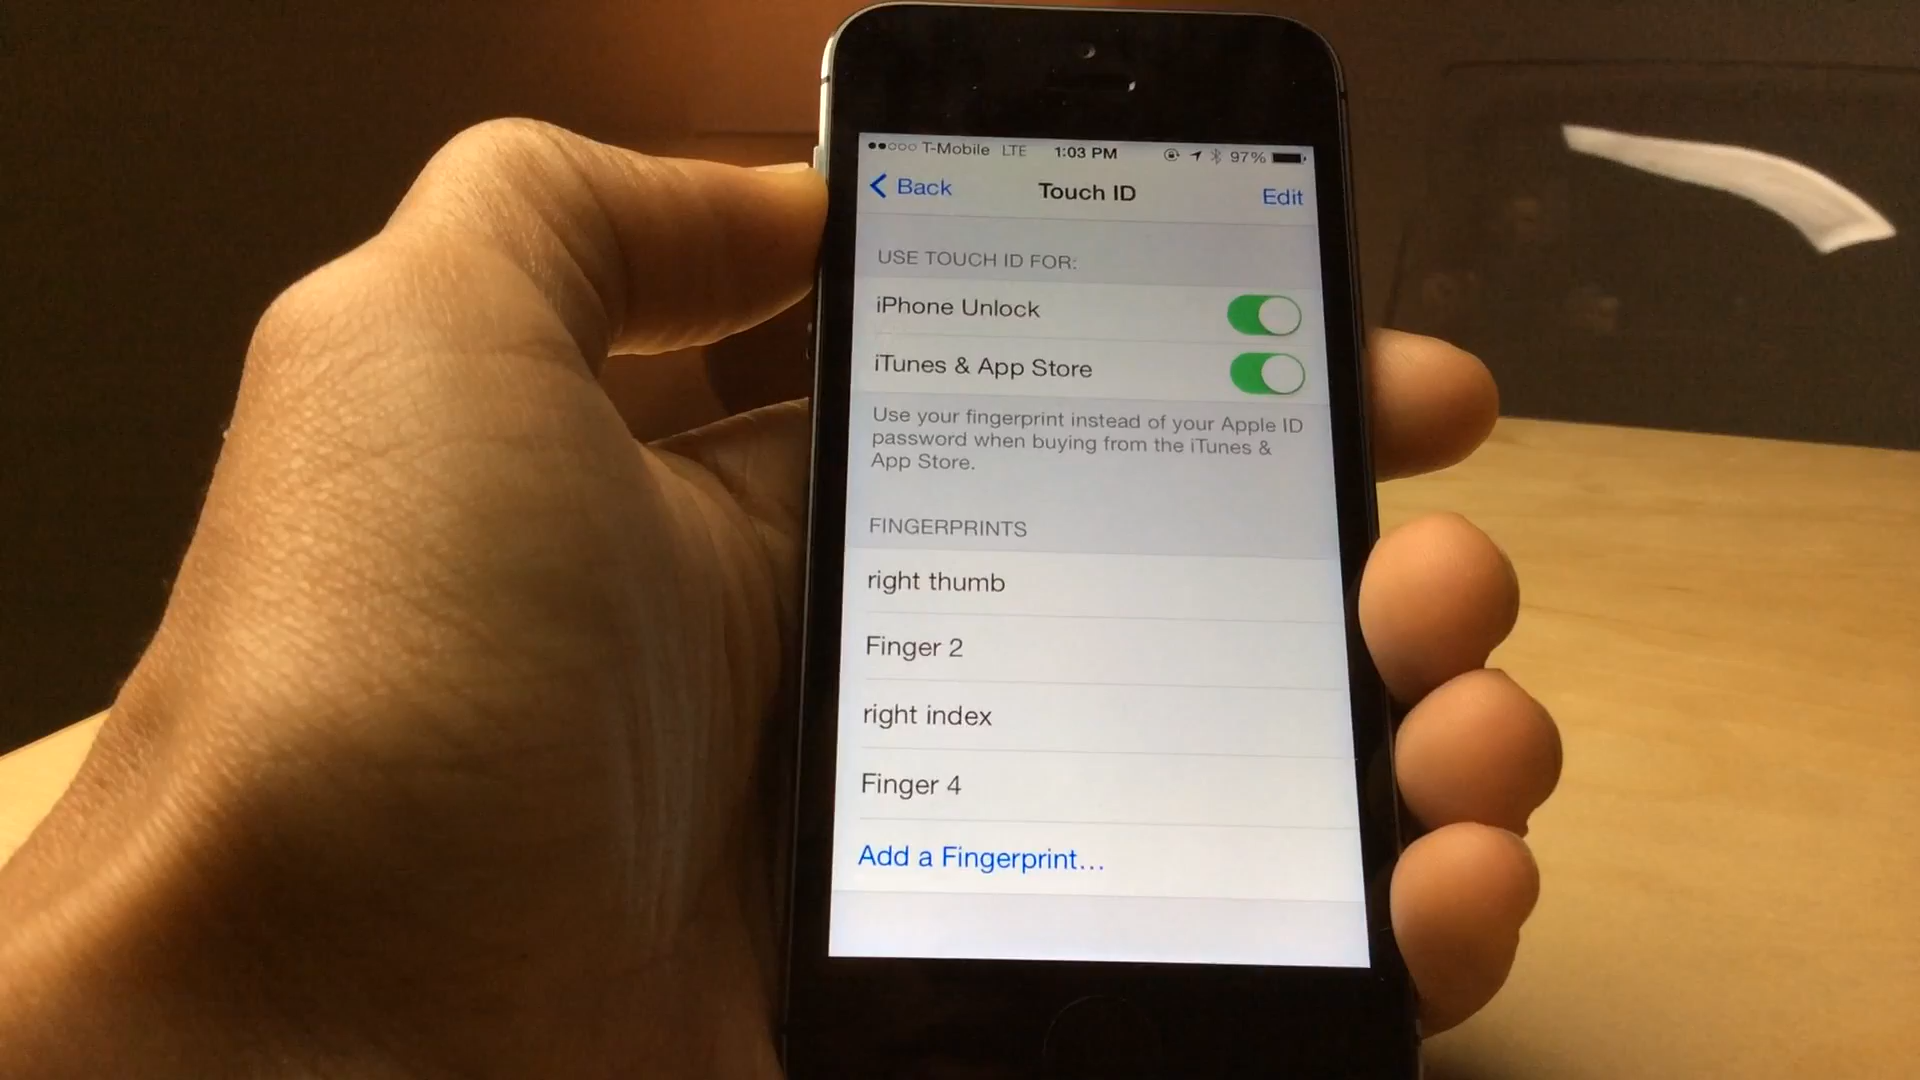 T-Mobile LTE 1:03 PM 97%
Back Touch ID Edit
USE TOUCH ID FOR:
iPhone Unlock
iTunes & App Store
Use your fingerprint instead of your Apple ID
password when buying from the iTunes &
App Store.
FINGERPRINTS
right thumb
Finger 2
right index
Finger 4
Add a Fingerprint...